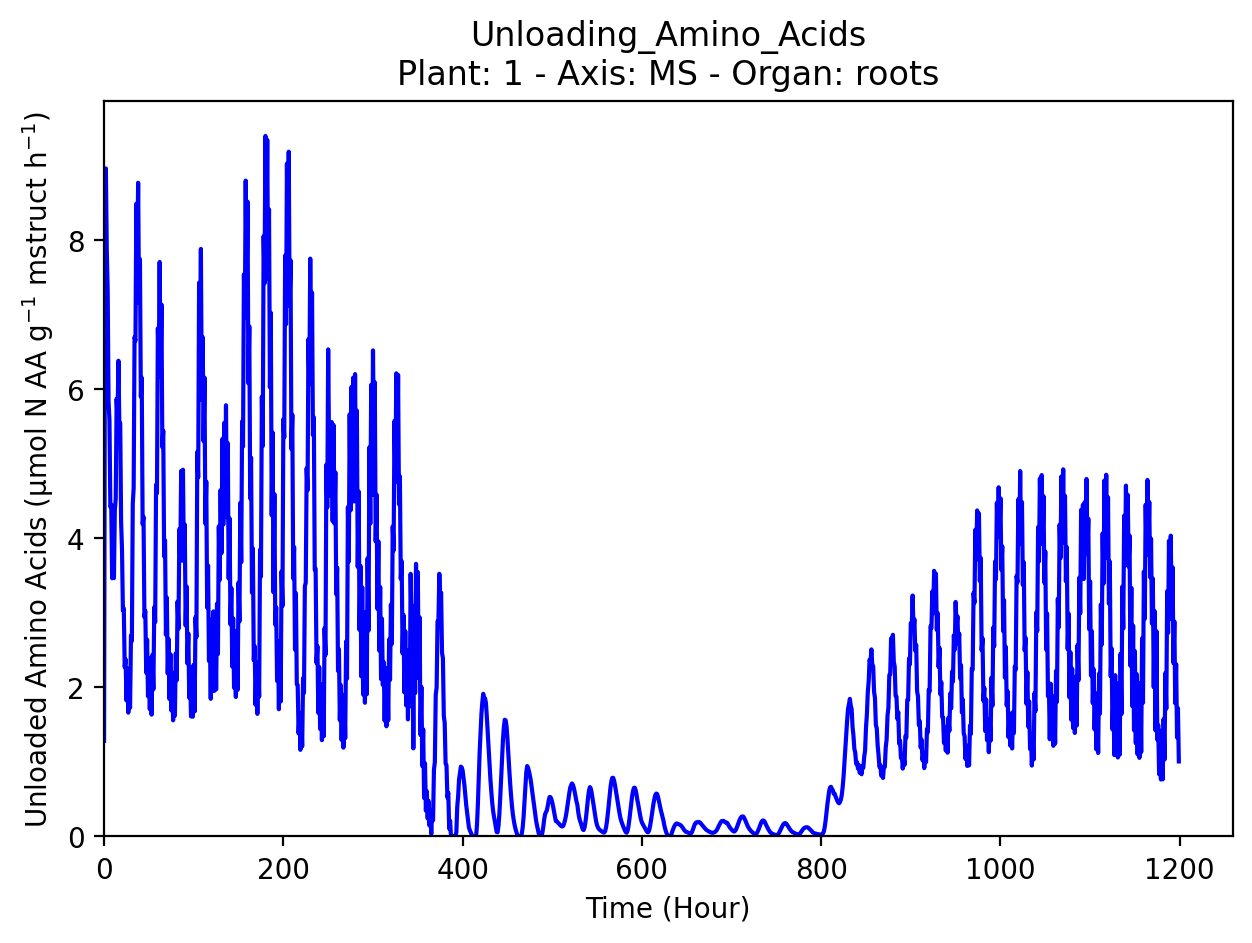 Unloading_Amino_Acids
Plant: 1 - Axis: MS - Organ: roots
Unloaded Amino Acids (µmol N AA g⁻¹ mstruct h⁻¹)
8
6
4
2
0
0 200 400 600 800 1000 1200
Time (Hour)